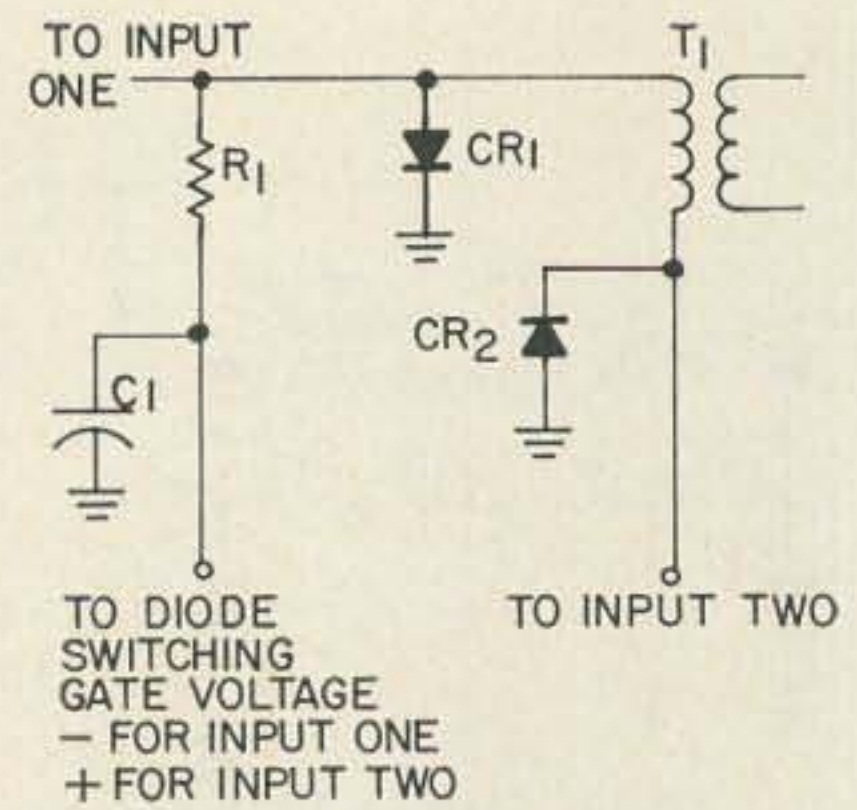 TO INPUT
ONE
T1
R1
CR1
CR2
C1
TO DIODE
SWITCHING
GATE VOLTAGE
− FOR INPUT ONE
+ FOR INPUT TWO
TO INPUT TWO